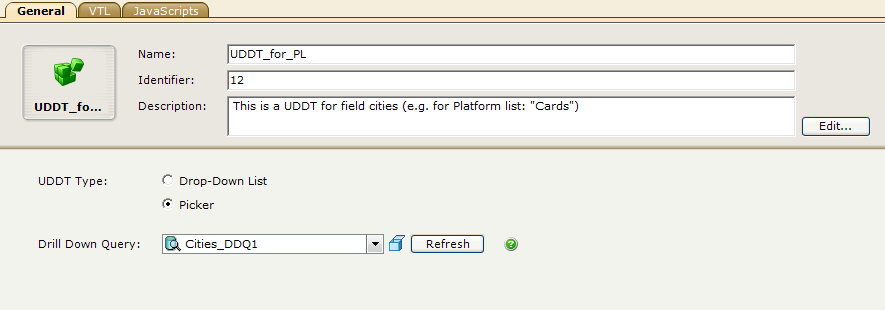 General VTL JavaScripts
Name: UDDT_for_PL
Identifier: 12
UDDT_fo...
Description: This is a UDDT for field cities (e.g. for Platform list: "Cards")
Edit...
UDDT Type: Drop-Down List
Picker
Drill Down Query: Cities_DDQ1 Refresh ?